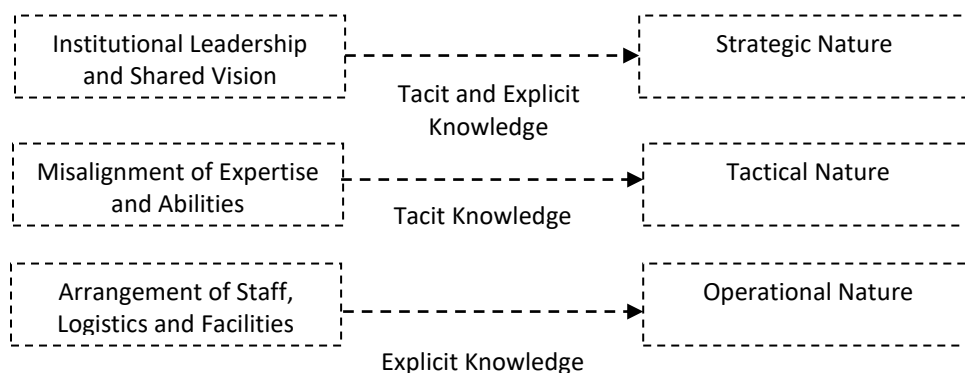 Institutional Leadership
and Shared Vision
Strategic Nature
Tacit and Explicit
Knowledge
Misalignment of Expertise
and Abilities
Tactical Nature
Tacit Knowledge
Arrangement of Staff,
Logistics and Facilities
Operational Nature
Explicit Knowledge